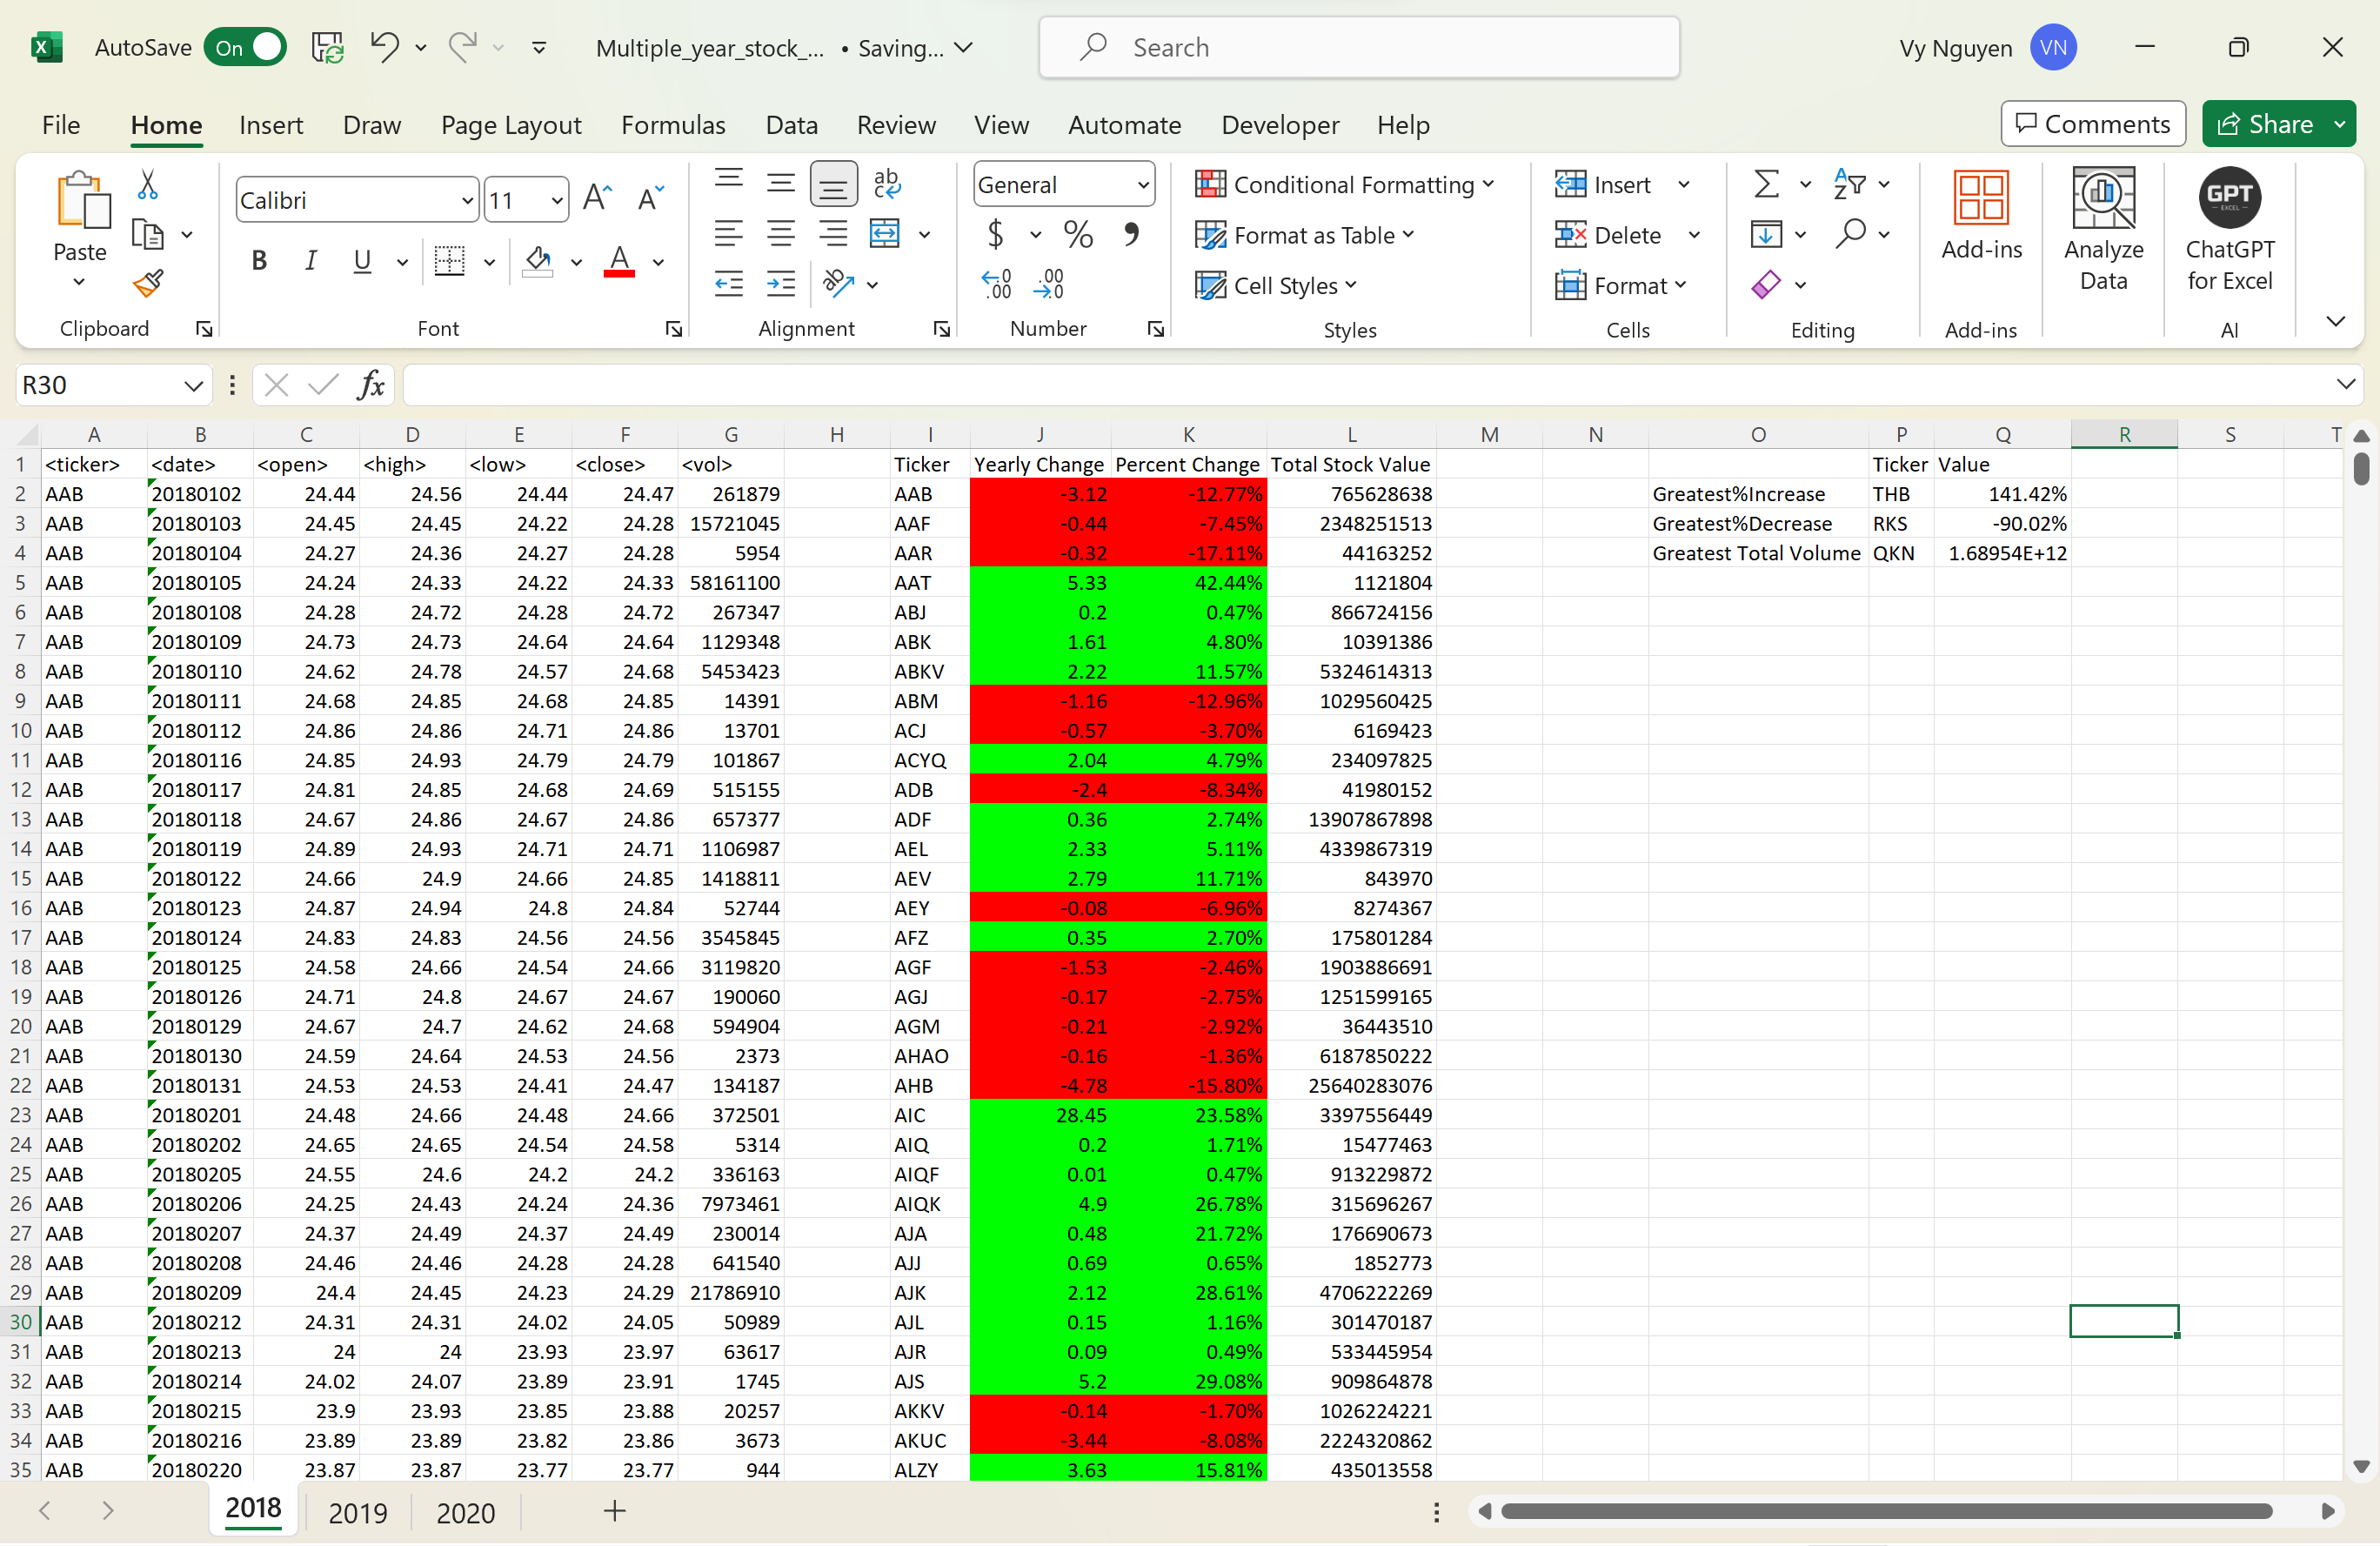 AutoSave On Multiple_year_stock_... • Saving... Search Vy Nguyen VN
File Home Insert Draw Page Layout Formulas Data Review View Automate Developer Help Comments Share
Paste Calibri 11 General Conditional Formatting Insert Add-ins Analyze Data GPT EXCEL ChatGPT for Excel
B I U A $ % Format as Table Delete
Cell Styles Format
Clipboard Font Alignment Number Styles Cells Editing Add-ins AI
R30 fx
A B C D E F G H I J K L M N O P Q R S T
1 <ticker> <date> <open> <high> <low> <close> <vol> Ticker Yearly Change Percent Change Total Stock Value Ticker Value
2 AAB 20180102 24.44 24.56 24.44 24.47 261879 AAB -3.12 -12.77% 765628638 Greatest%Increase THB 141.42%
3 AAB 20180103 24.45 24.45 24.22 24.28 15721045 AAF -0.44 -7.45% 2348251513 Greatest%Decrease RKS -90.02%
4 AAB 20180104 24.27 24.36 24.27 24.28 5954 AAR -0.32 -17.11% 44163252 Greatest Total Volume QKN 1.68954E+12
5 AAB 20180105 24.24 24.33 24.22 24.33 58161100 AAT 5.33 42.44% 1121804
6 AAB 20180108 24.28 24.72 24.28 24.72 267347 ABJ 0.2 0.47% 866724156
7 AAB 20180109 24.73 24.73 24.64 24.64 1129348 ABK 1.61 4.80% 10391386
8 AAB 20180110 24.62 24.78 24.57 24.68 5453423 ABKV 2.22 11.57% 5324614313
9 AAB 20180111 24.68 24.85 24.68 24.85 14391 ABM -1.16 -12.96% 1029560425
10 AAB 20180112 24.86 24.86 24.71 24.86 13701 ACJ -0.57 -3.70% 6169423
11 AAB 20180116 24.85 24.93 24.79 24.79 101867 ACYQ 2.04 4.79% 234097825
12 AAB 20180117 24.81 24.85 24.68 24.69 515155 ADB -2.4 -8.34% 41980152
13 AAB 20180118 24.67 24.86 24.67 24.86 657377 ADF 0.36 2.74% 13907867898
14 AAB 20180119 24.89 24.93 24.71 24.71 1106987 AEL 2.33 5.11% 4339867319
15 AAB 20180122 24.66 24.9 24.66 24.85 1418811 AEV 2.79 11.71% 843970
16 AAB 20180123 24.87 24.94 24.8 24.84 52744 AEY -0.08 -6.96% 8274367
17 AAB 20180124 24.83 24.83 24.56 24.56 3545845 AFZ 0.35 2.70% 175801284
18 AAB 20180125 24.58 24.66 24.54 24.66 3119820 AGF -1.53 -2.46% 1903886691
19 AAB 20180126 24.71 24.8 24.67 24.67 190060 AGJ -0.17 -2.75% 1251599165
20 AAB 20180129 24.67 24.7 24.62 24.68 594904 AGM -0.21 -2.92% 36443510
21 AAB 20180130 24.59 24.64 24.53 24.56 2373 AHAO -0.16 -1.36% 6187850222
22 AAB 20180131 24.53 24.53 24.41 24.47 134187 AHB -4.78 -15.80% 25640283076
23 AAB 20180201 24.48 24.66 24.48 24.66 372501 AIC 28.45 23.58% 3397556449
24 AAB 20180202 24.65 24.65 24.54 24.58 5314 AIQ 0.2 1.71% 15477463
25 AAB 20180205 24.55 24.6 24.2 24.2 336163 AIQF 0.01 0.47% 913229872
26 AAB 20180206 24.25 24.43 24.24 24.36 7973461 AIQK 4.9 26.78% 315696267
27 AAB 20180207 24.37 24.49 24.37 24.49 230014 AJA 0.48 21.72% 176690673
28 AAB 20180208 24.46 24.46 24.28 24.28 641540 AJJ 0.69 0.65% 1852773
29 AAB 20180209 24.4 24.45 24.23 24.29 21786910 AJK 2.12 28.61% 4706222269
30 AAB 20180212 24.31 24.31 24.02 24.05 50989 AJL 0.15 1.16% 301470187
31 AAB 20180213 24 24 23.93 23.97 63617 AJR 0.09 0.49% 533445954
32 AAB 20180214 24.02 24.07 23.89 23.91 1745 AJS 5.2 29.08% 909864878
33 AAB 20180215 23.9 23.93 23.85 23.88 20257 AKKV -0.14 -1.70% 1026224221
34 AAB 20180216 23.89 23.89 23.82 23.86 3673 AKUC -3.44 -8.08% 2224320862
35 AAB 20180220 23.87 23.87 23.77 23.77 944 ALZY 3.63 15.81% 435013558
2018 2019 2020